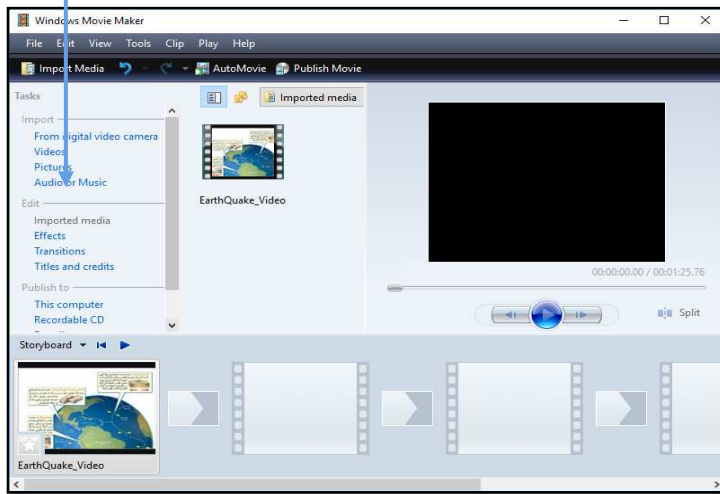 Windows Movie Maker
File Edit View Tools Clip Play Help
Import Media AutoMovie Publish Movie
Tasks
Import
From digital video camera
Videos
Pictures
Audio or Music
Edit
Imported media
Effects
Transitions
Titles and credits
Publish to
This computer
Recordable CD
Imported media
EarthQuake_Video
00:00:00.00 / 00:01:25.76
Split
Storyboard
EarthQuake_Video